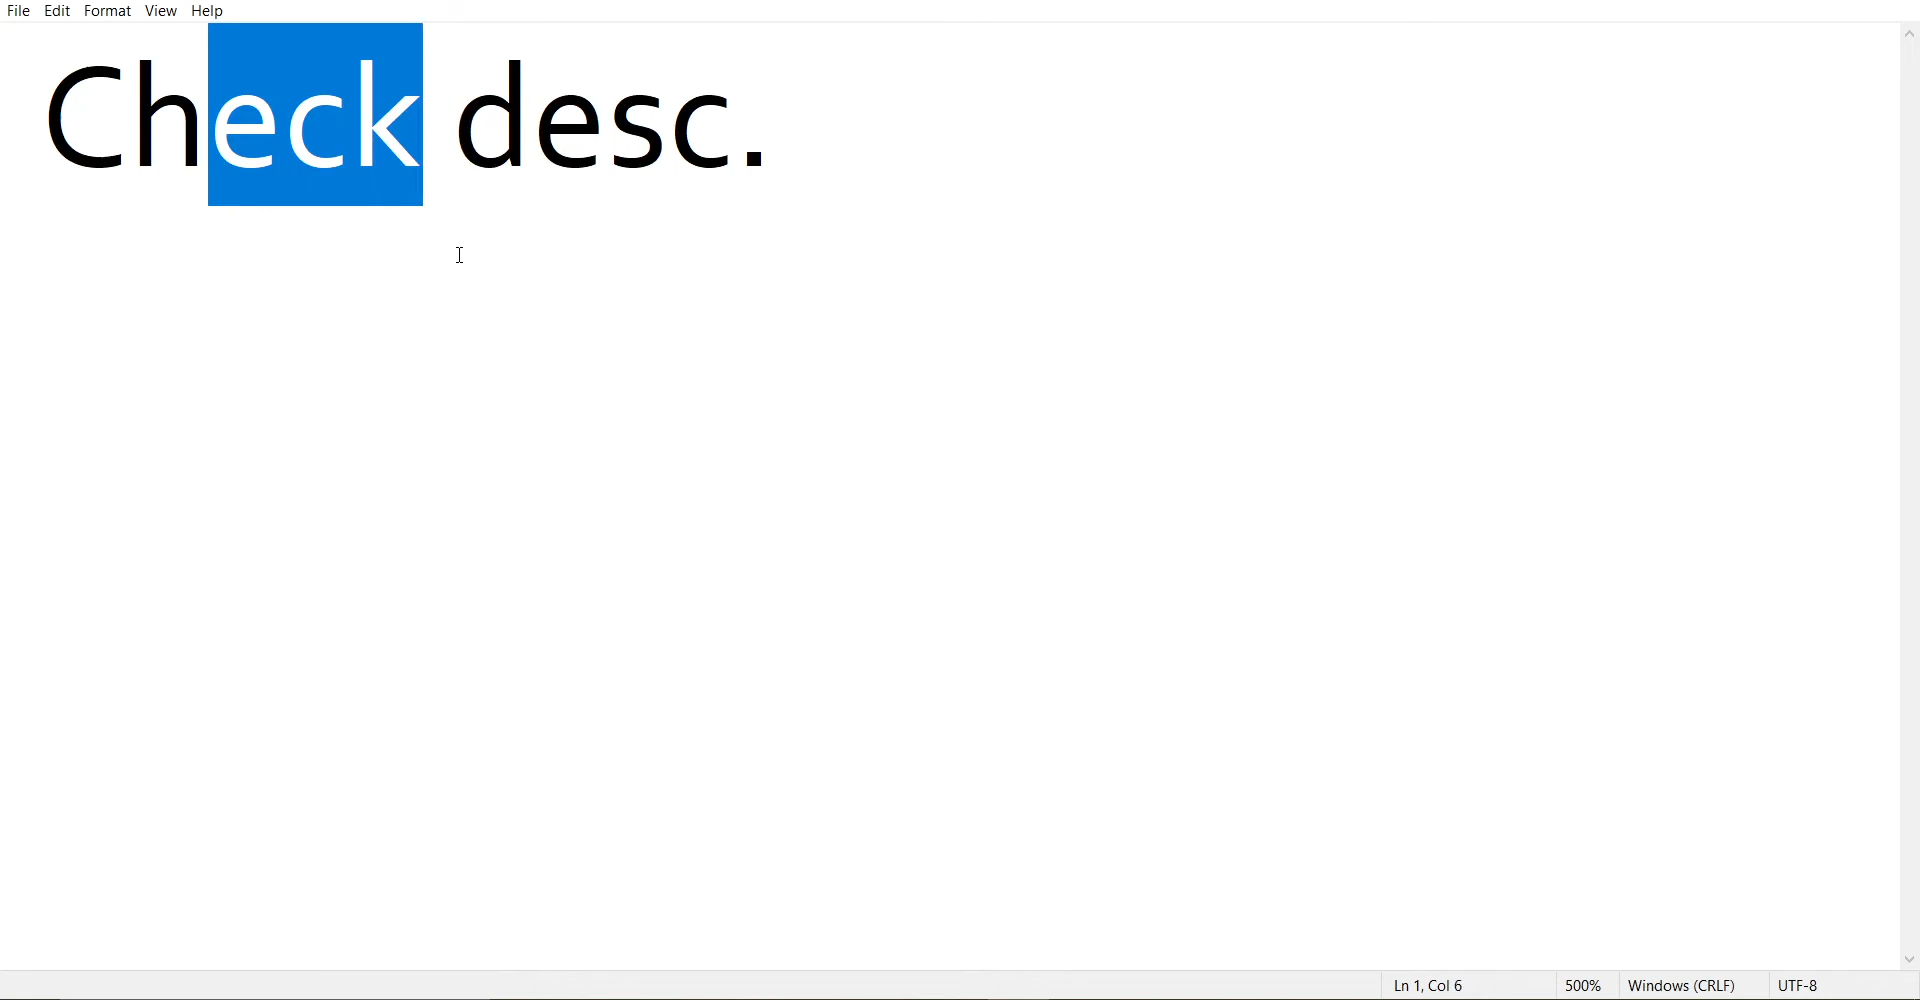 File Edit Format View Help
Check desc.
Ln 1, Col 6 500% Windows (CRLF) UTF-8